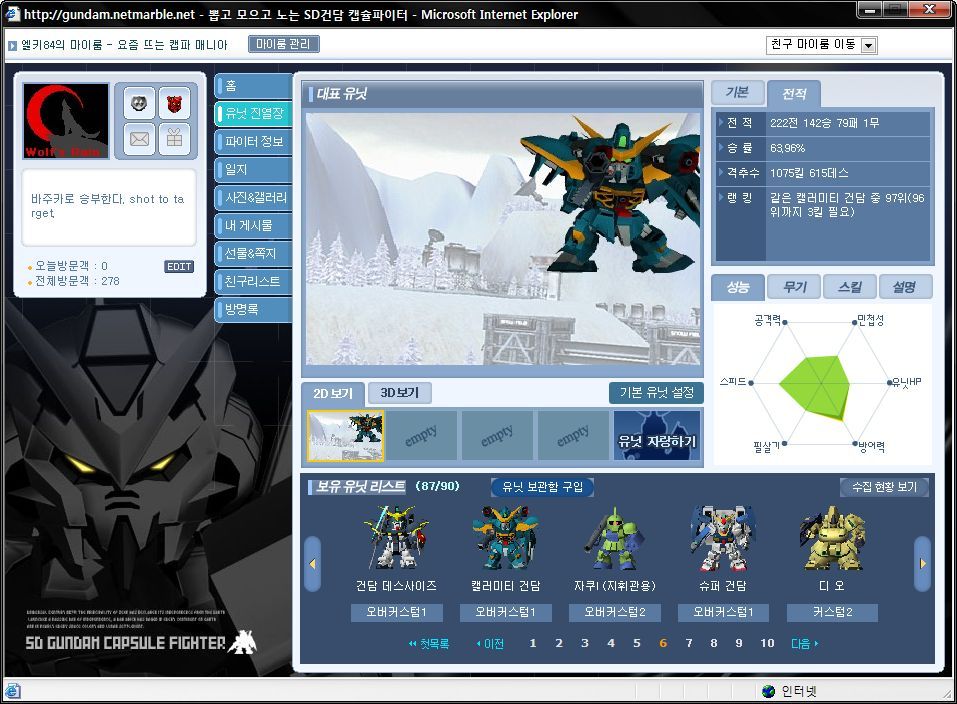 http://gundam.netmarble.net - 뽑고 모으고 노는 SD건담 캡슐파이터 - Microsoft Internet Explorer
엘키84의 마이룸 - 요즘 뜨는 캡파 매니아
마이룸 관리
친구 마이룸 이동
Wolf's Rain
바주카로 승부한다, shot to ta
rget,
오늘방문객 : 0
EDIT
전체방문객 : 278
홈
유닛 진열장
파이터 정보
일지
사진&갤러리
내 게시물
선물&쪽지
친구리스트
방명록
대표 유닛
2D 보기
3D 보기
기본 유닛 설정
empty
empty
empty
유닛 자랑하기
기본
전적
전 적 222전 142승 79패 1무
승 률 63,96%
격추수 1075킬 615데스
랭 킹 같은 캘러미티 건담 중 97위(96
위까지 3킬 필요)
성능
무기
스킬
설명
공격력
민첩성
스피드
유닛HP
필살기
방어력
보유 유닛 리스트 (87/90)
유닛 보관함 구입
수집 현황 보기
건담 데스사이즈
캘러미티 건담
자쿠I (지휘관용)
슈퍼 건담
디 오
오버커스텀1
오버커스텀1
오버커스텀2
오버커스텀1
커스텀2
첫목록 이전 1 2 3 4 5 6 7 8 9 10 다음
SD GUNDAM CAPSULE FIGHTER
인터넷